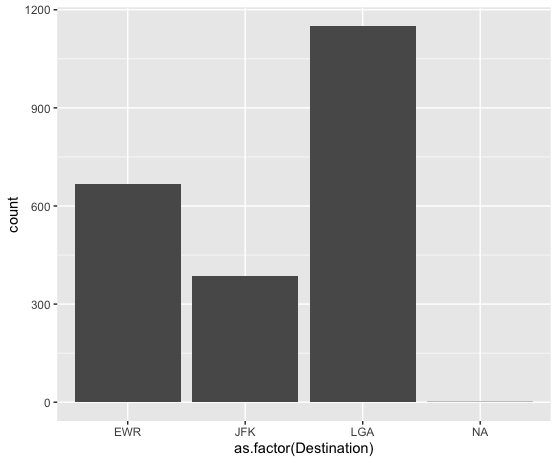 1200
900
600
300
0
count
EWR JFK LGA NA
as.factor(Destination)